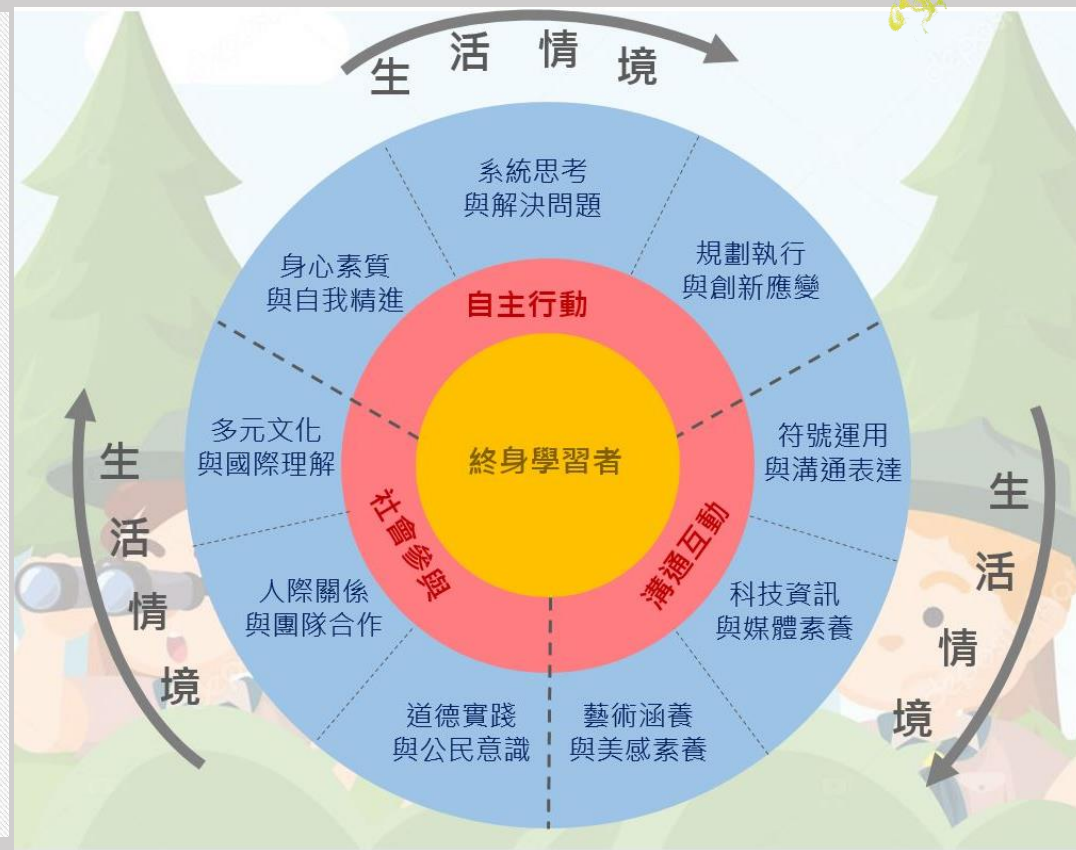 生活情境
系統思考
與解決問題
規劃執行
與創新應變
身心素質
與自我精進
自主行動
多元文化
與國際理解
終身學習者
符號運用
與溝通表達
生活情境
生活情境
社會參與
溝通互動
人際關係
與團隊合作
科技資訊
與媒體素養
道德實踐
與公民意識
藝術涵養
與美感素養